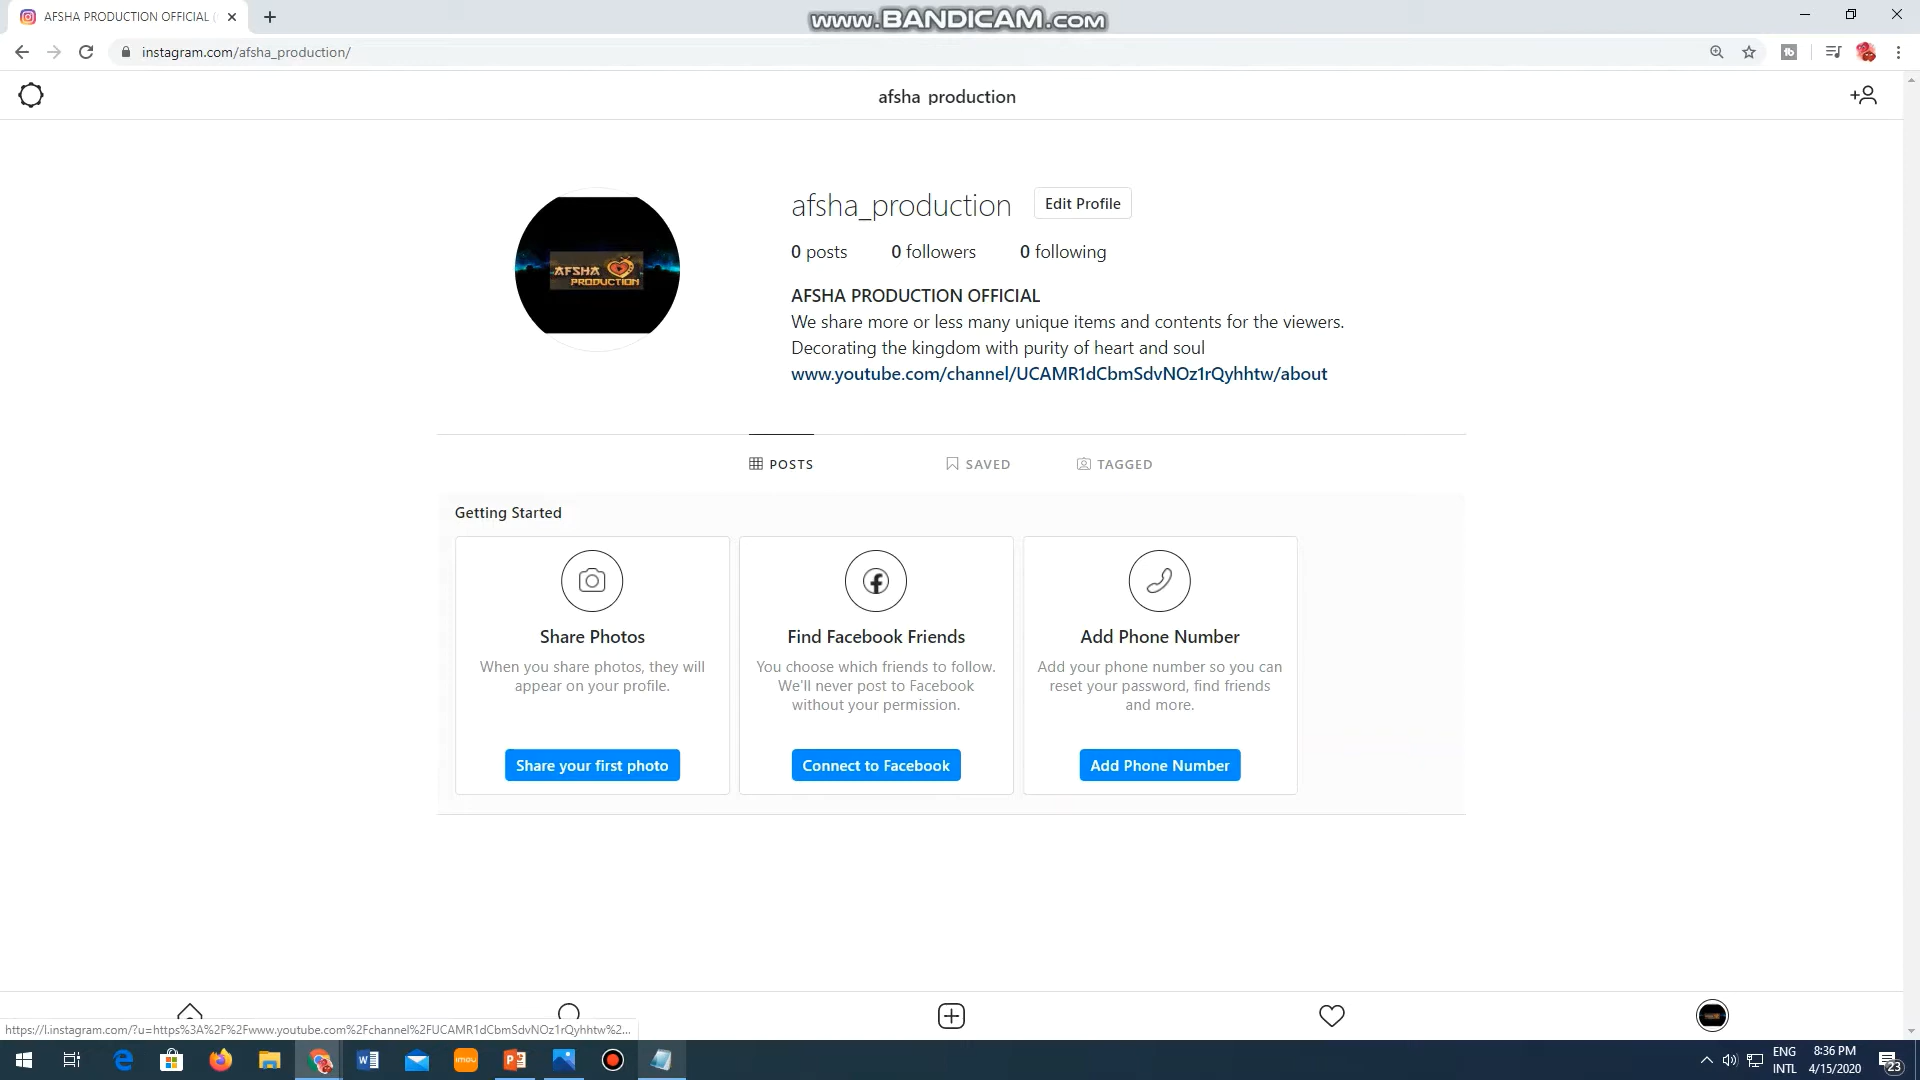 AFSHA PRODUCTION OFFICIAL (
www.BANDICAM.com
instagram.com/afsha_production/
afsha_production
afsha_production
Edit Profile
0 posts
0 followers
0 following
AFSHA
PRODUCTION
AFSHA PRODUCTION OFFICIAL
We share more or less many unique items and contents for the viewers.
Decorating the kingdom with purity of heart and soul
www.youtube.com/channel/UCAMR1dCbmSdvNOz1rQyhhtw/about
POSTS
SAVED
TAGGED
Getting Started
Share Photos
When you share photos, they will
appear on your profile.
Share your first photo
Find Facebook Friends
You choose which friends to follow.
We'll never post to Facebook
without your permission.
Connect to Facebook
Add Phone Number
Add your phone number so you can
reset your password, find friends
and more.
Add Phone Number
https://l.instagram.com/?u=https%3A%2F%2Fwww.youtube.com%2Fchannel%2FUCAMR1dCbmSdvNOz1rQyhhtw%2...
imou
ENG
INTL
8:36 PM
4/15/2020
23